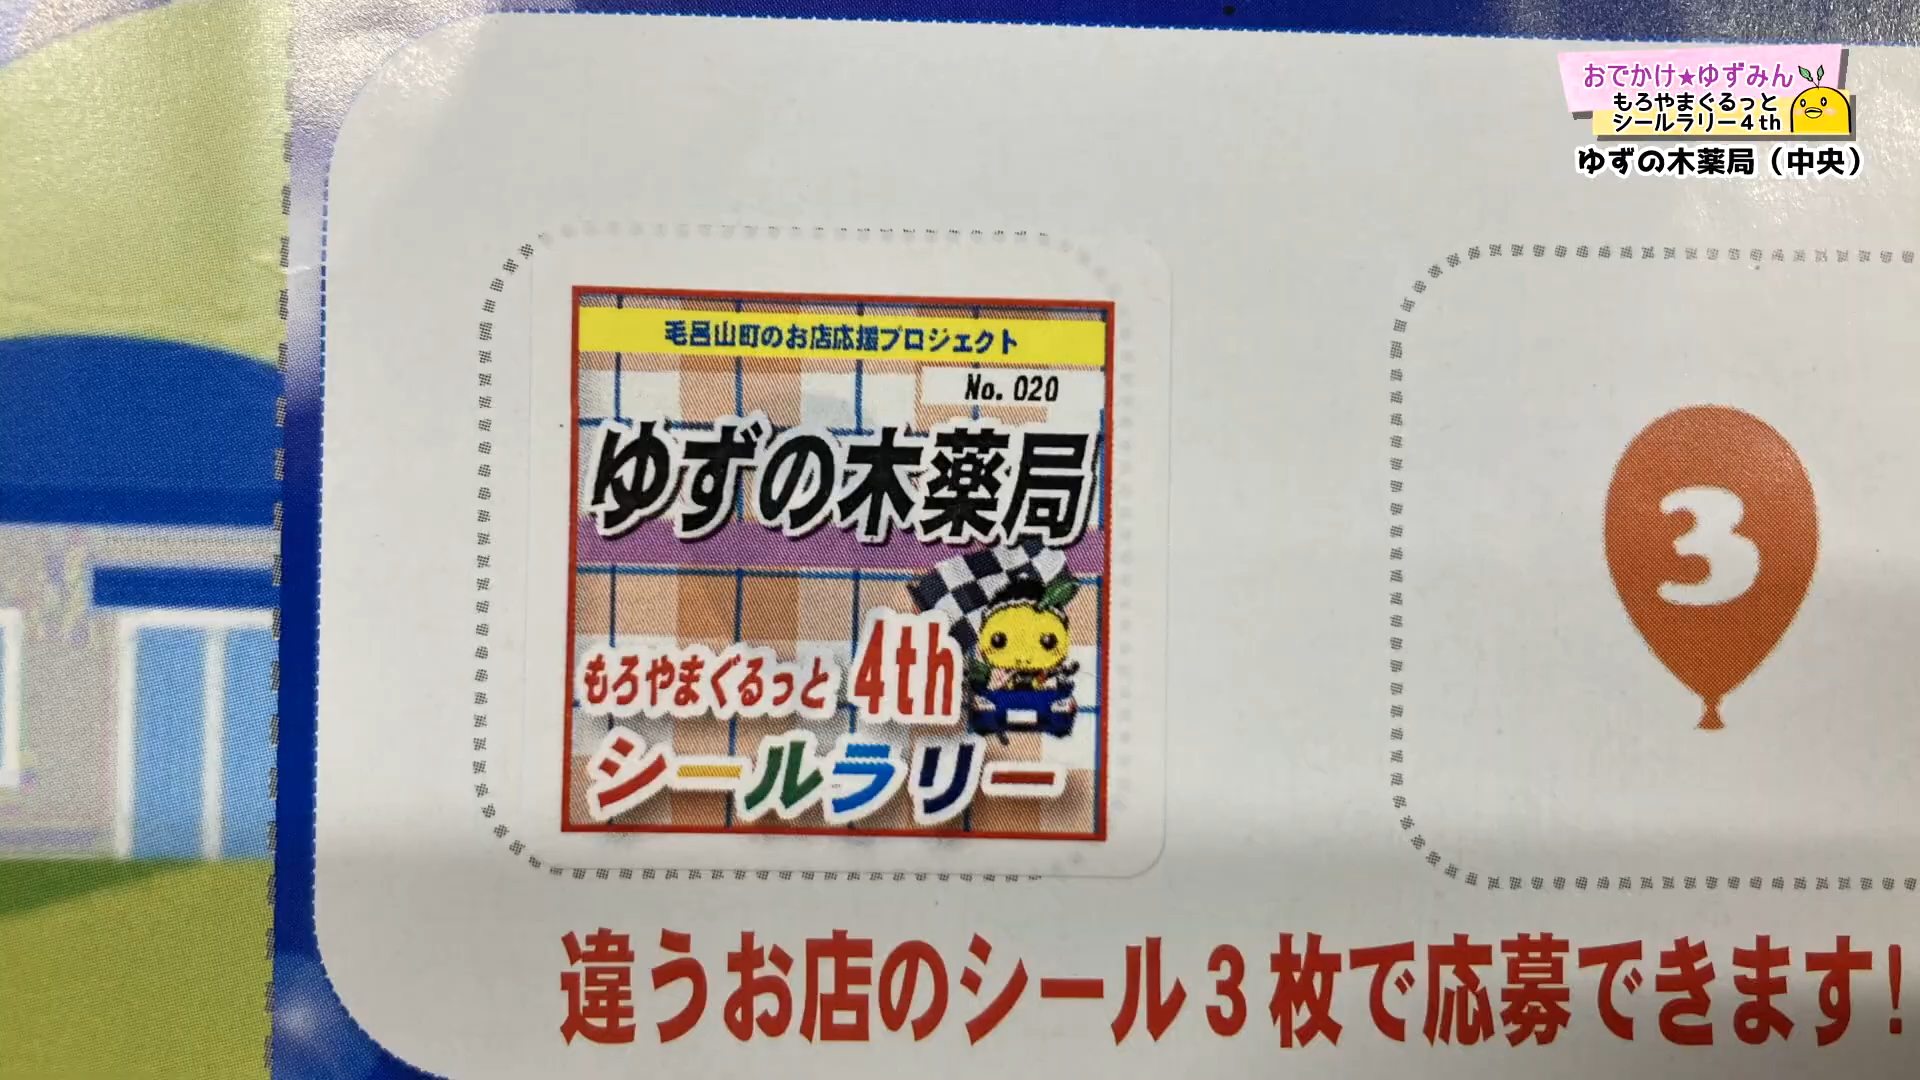 おでかけ★ゆずみん
もろやまぐるっと
シールラリー4th
ゆずの木薬局（中央）
毛呂山町のお店応援プロジェクト
No. 020
ゆずの木薬局
もろやまぐるっと 4th
シールラリー
3
違うお店のシール３枚で応募できます!